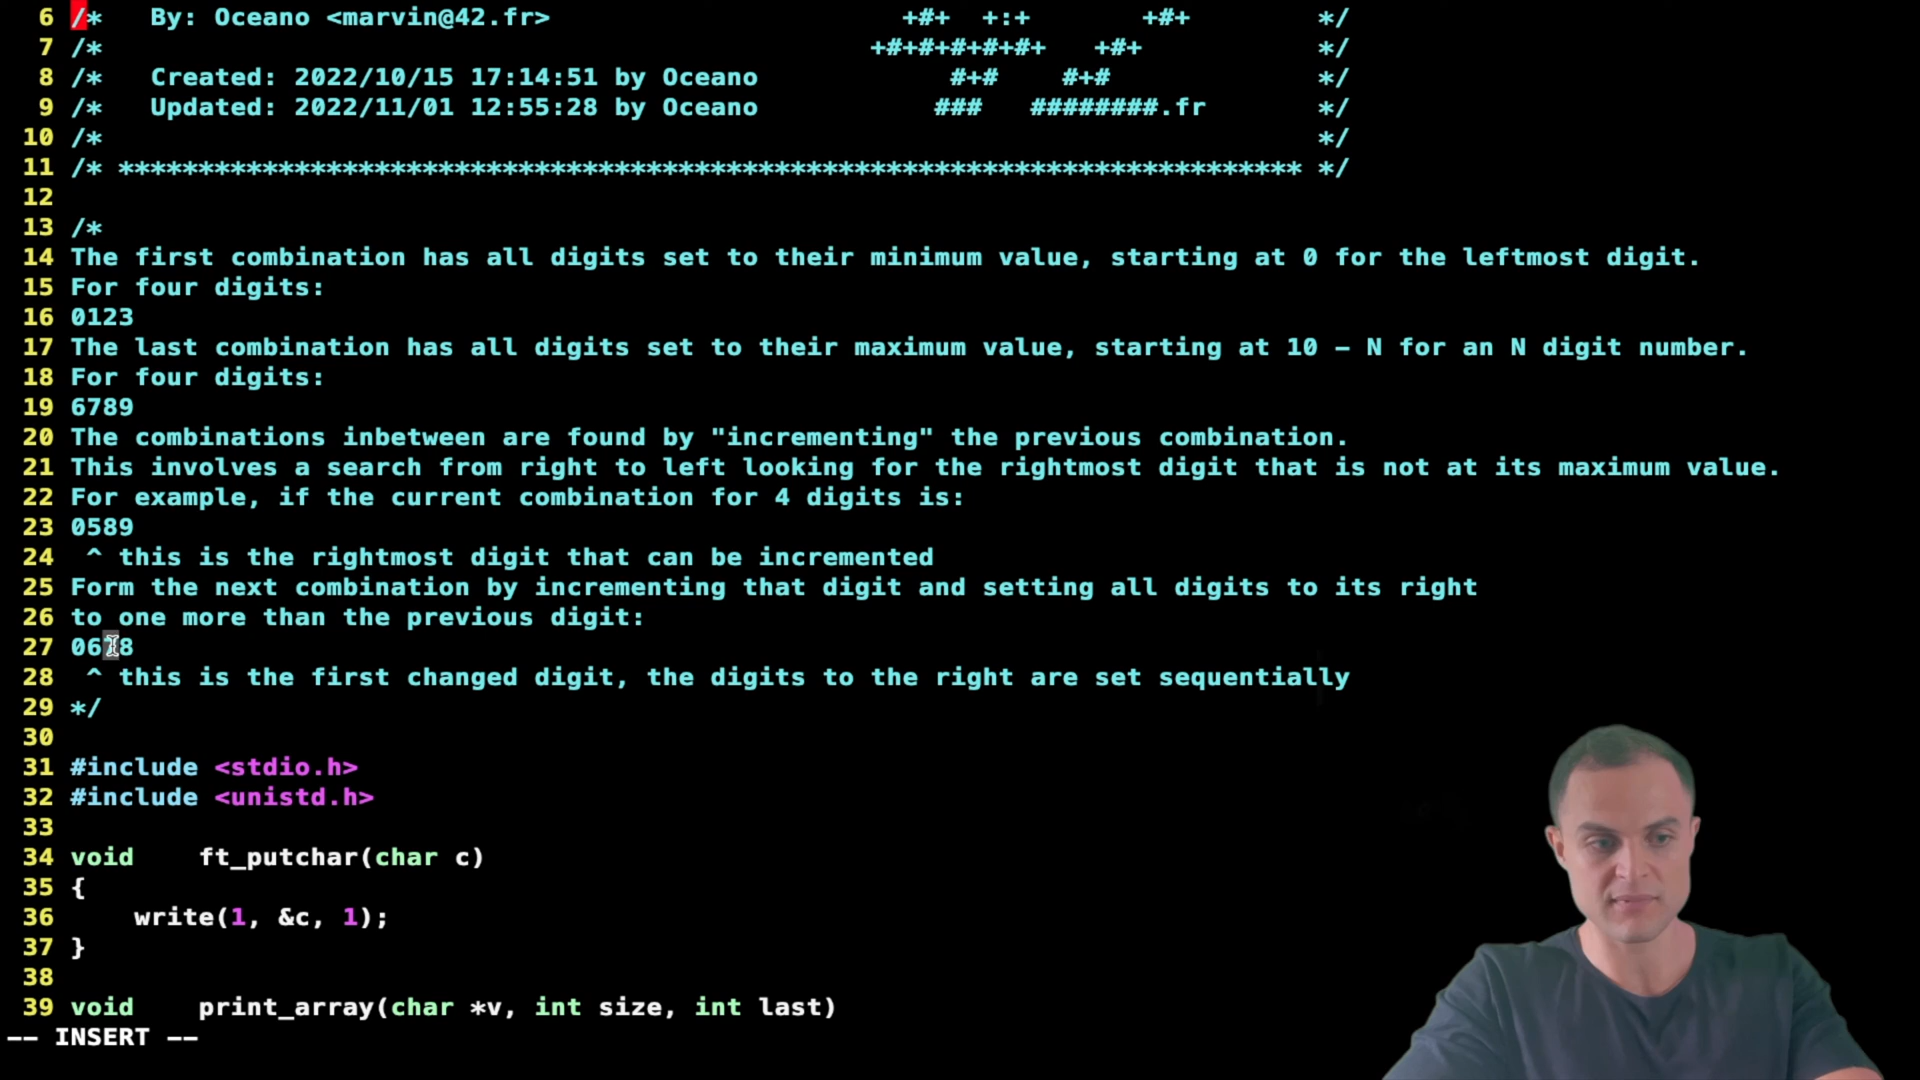 6 /*   By: Oceano <marvin@42.fr>                      +#+  +:+       +#+        */
7 /*                                                +#+#+#+#+#+   +#+           */
8 /*   Created: 2022/10/15 17:14:51 by Oceano            #+#    #+#             */
9 /*   Updated: 2022/11/01 12:55:28 by Oceano           ###   ########.fr       */
10 /*                                                                            */
11 /* ************************************************************************** */
12
13 /*
14 The first combination has all digits set to their minimum value, starting at 0 for the leftmost digit.
15 For four digits:
16 0123
17 The last combination has all digits set to their maximum value, starting at 10 – N for an N digit number.
18 For four digits:
19 6789
20 The combinations inbetween are found by "incrementing" the previous combination.
21 This involves a search from right to left looking for the rightmost digit that is not at its maximum value.
22 For example, if the current combination for 4 digits is:
23 0589
24  ^ this is the rightmost digit that can be incremented
25 Form the next combination by incrementing that digit and setting all digits to its right
26 to one more than the previous digit:
27 0678
28  ^ this is the first changed digit, the digits to the right are set sequentially
29 */
30
31 #include <stdio.h>
32 #include <unistd.h>
33
34 void    ft_putchar(char c)
35 {
36     write(1, &c, 1);
37 }
38
39 void    print_array(char *v, int size, int last)
-- INSERT --